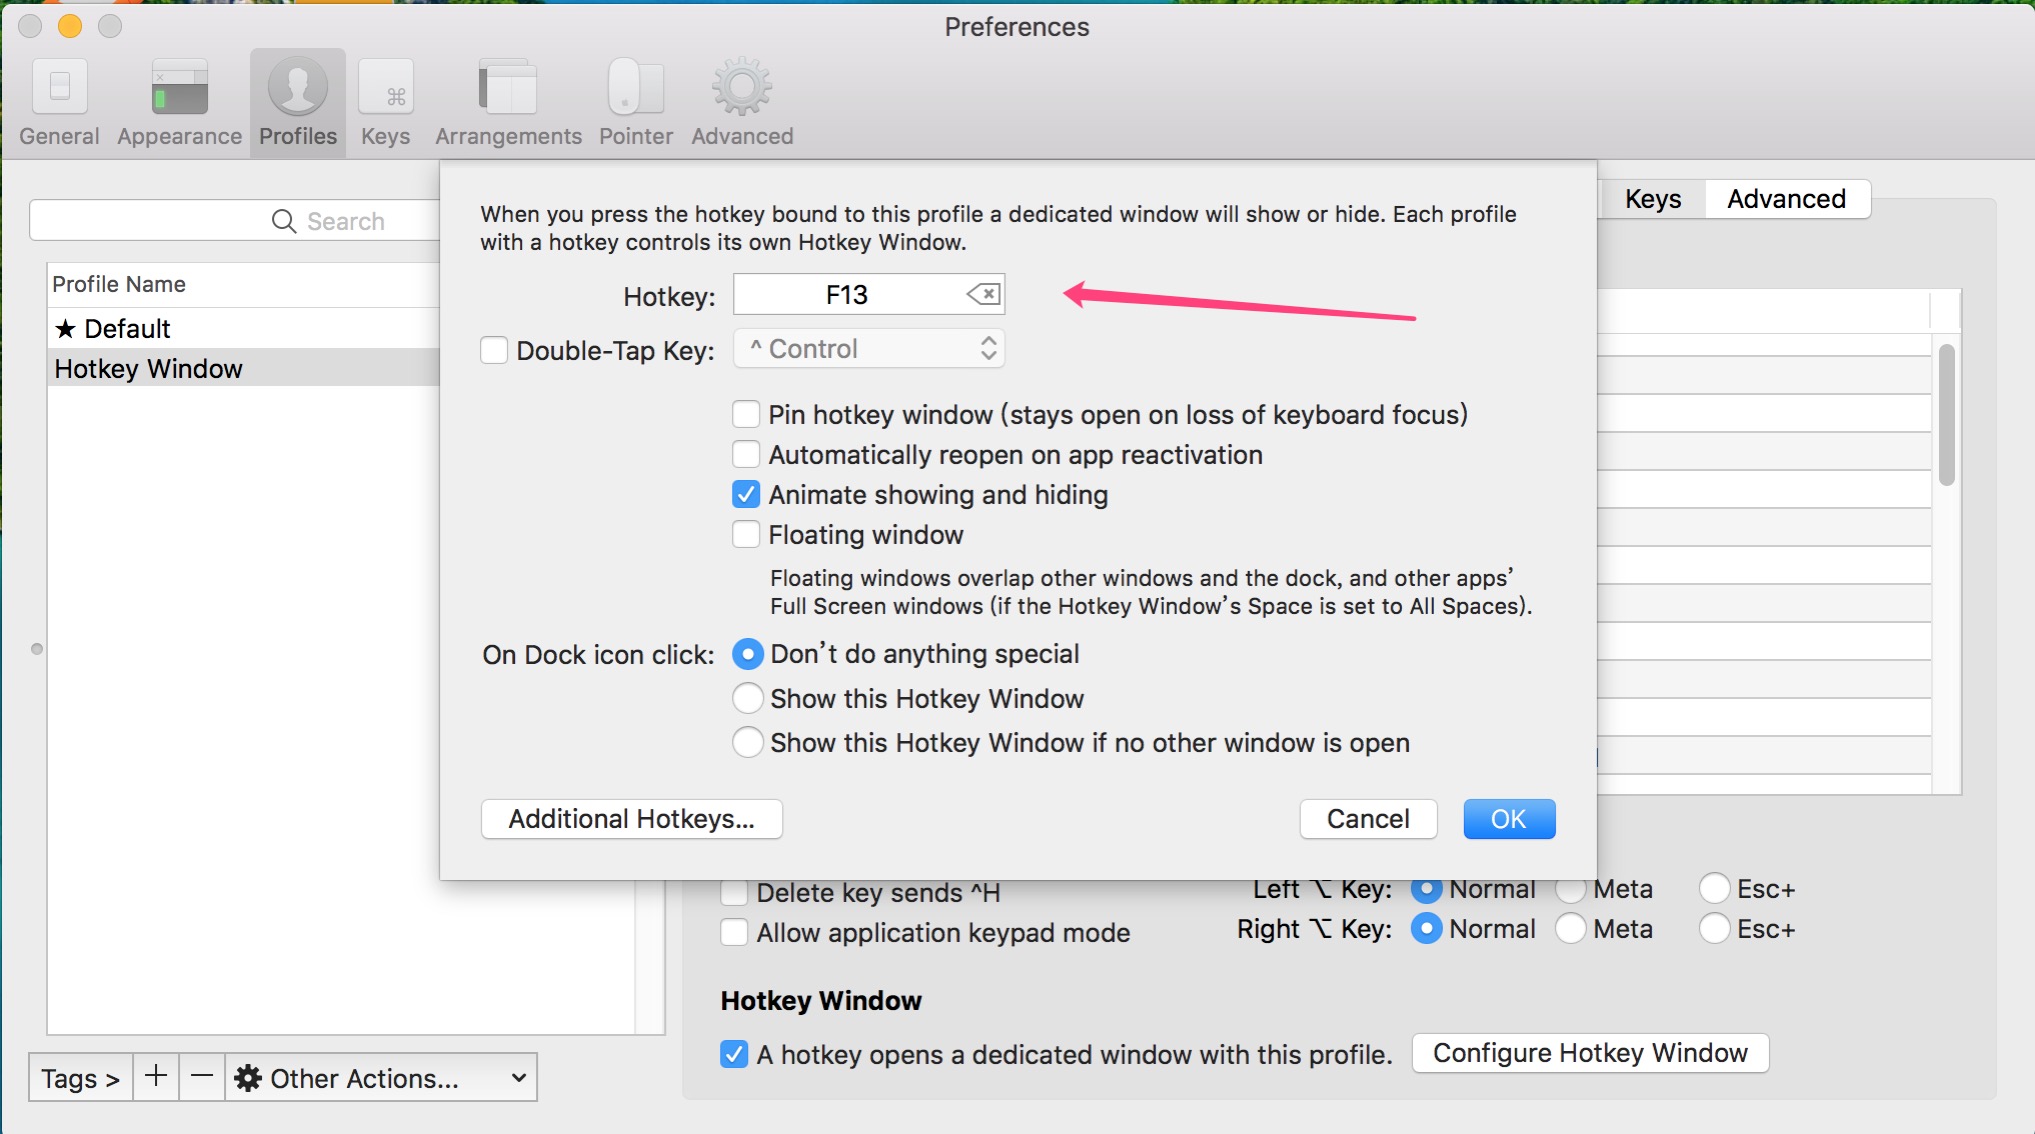 Preferences
General Appearance Profiles Keys Arrangements Pointer Advanced
Search
Keys Advanced
Profile Name
★ Default
Hotkey Window
When you press the hotkey bound to this profile a dedicated window will show or hide. Each profile
with a hotkey controls its own Hotkey Window.
Hotkey: F13
Double-Tap Key: ^ Control
Pin hotkey window (stays open on loss of keyboard focus)
Automatically reopen on app reactivation
Animate showing and hiding
Floating window
Floating windows overlap other windows and the dock, and other apps’
Full Screen windows (if the Hotkey Window’s Space is set to All Spaces).
On Dock icon click: Don’t do anything special
Show this Hotkey Window
Show this Hotkey Window if no other window is open
Additional Hotkeys... Cancel OK
Delete key sends ^H
Allow application keypad mode
Left ⌥ Key: Normal Meta Esc+
Right ⌥ Key: Normal Meta Esc+
Hotkey Window
A hotkey opens a dedicated window with this profile. Configure Hotkey Window
Tags > + − Other Actions...